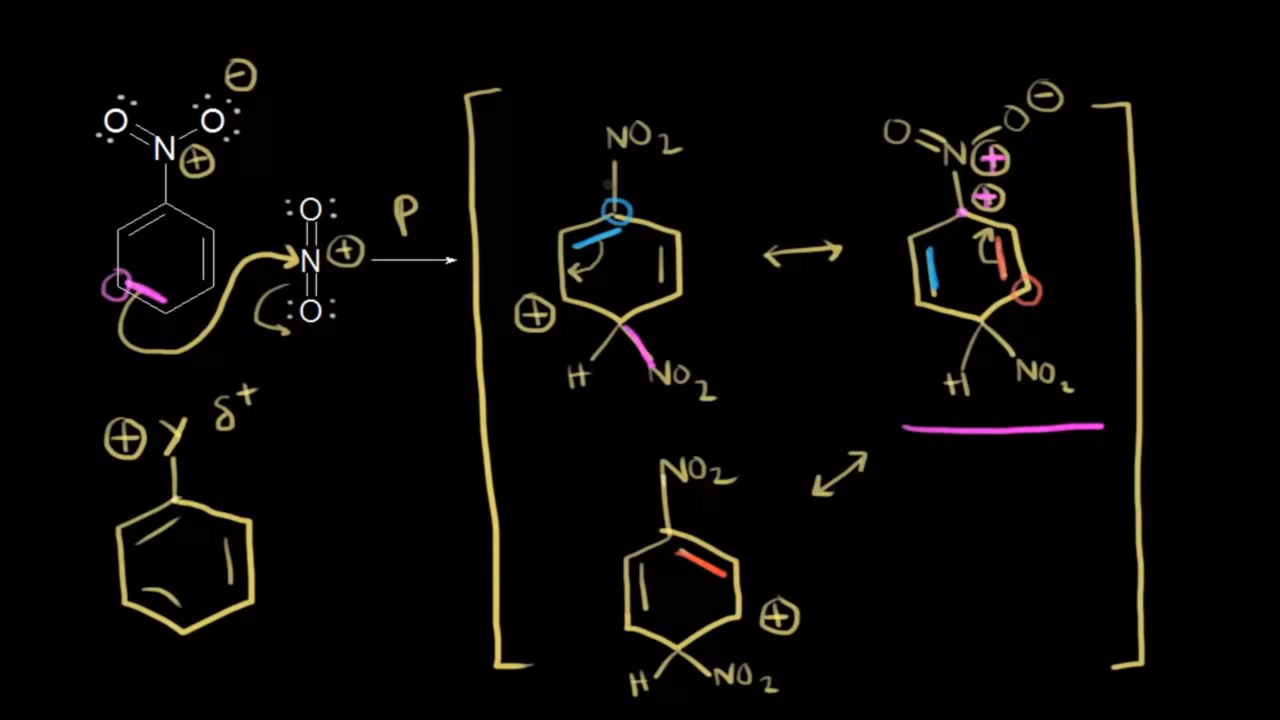 O N O ⊖ ⊕
O N O ⊕
P
NO₂
⊕
H NO₂
O N O ⊖
⊕
⊕
H NO₂
⊕ Y δ⁺
NO₂
⊕
H NO₂